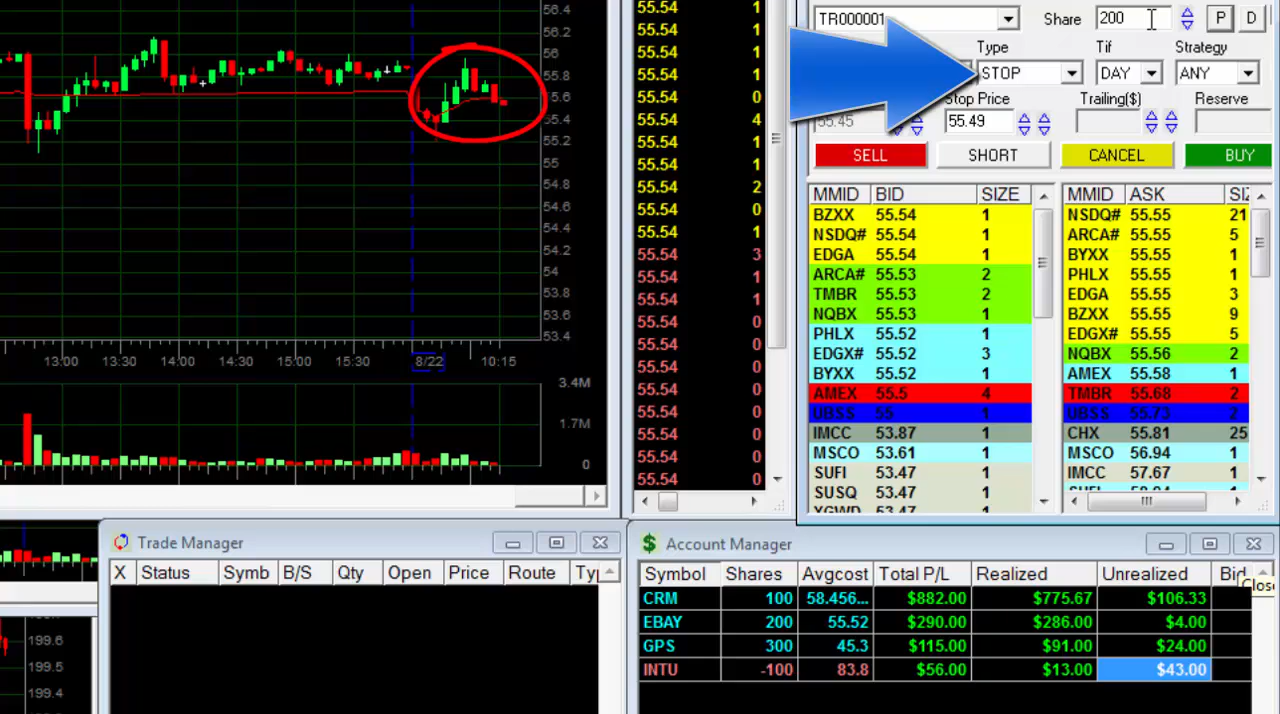 TR000001 Share 200 P D
Type Tif Strategy
STOP DAY ANY
Stop Price Trailing($) Reserve
55.45 55.49
SELL SHORT CANCEL BUY
MMID BID SIZE
BZXX 55.54 1
NSDQ# 55.54 1
EDGA 55.54 1
ARCA# 55.53 2
TMBR 55.53 2
NQBX 55.53 1
PHLX 55.52 1
EDGX# 55.52 3
BYXX 55.52 1
AMEX 55.5 4
UBSS 55 1
IMCC 53.87 1
MSCO 53.61 1
SUFI 53.47 1
SUSQ 53.47 1
XGWD 53.47 1
MMID ASK SIZ
NSDQ# 55.55 21
ARCA# 55.55 5
BYXX 55.55 1
PHLX 55.55 1
EDGA 55.55 3
BZXX 55.55 9
EDGX# 55.55 5
NQBX 55.56 2
AMEX 55.58 1
TMBR 55.68 2
UBSS 55.73 2
CHX 55.81 25
MSCO 56.94 1
IMCC 57.67 1
55.54 1
55.54 1
55.54 1
55.54 1
55.54 0
55.54 4
55.54 1
55.54 1
55.54 2
55.54 0
55.54 1
55.54 3
55.54 1
55.54 1
55.54 0
55.54 0
55.54 0
55.54 0
55.54 0
55.54 0
55.54 0
55.54 0
56.4
56.2
56
55.8
55.6
55.4
55.2
55
54.8
54.6
54.4
54.2
54
53.8
53.6
53.4
13:00 13:30 14:00 14:30 15:00 15:30 8/22 10:15
3.4M
1.7M
0
199.6
199.5
199.4
Trade Manager
X Status Symb B/S Qty Open Price Route Typ
$ Account Manager
Symbol Shares Avgcost Total P/L Realized Unrealized Bid
Close
CRM 100 58.456... $882.00 $775.67 $106.33
EBAY 200 55.52 $290.00 $286.00 $4.00
GPS 300 45.3 $115.00 $91.00 $24.00
INTU -100 83.8 $56.00 $13.00 $43.00